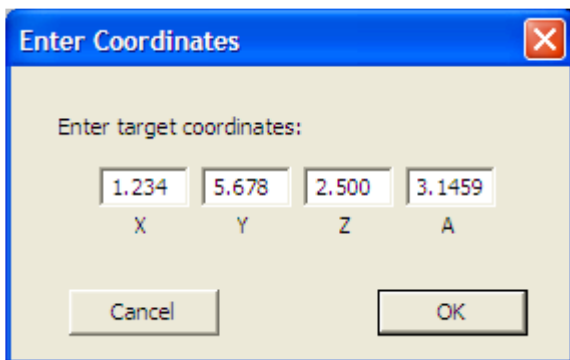 Enter Coordinates
Enter target coordinates:
1.234 5.678 2.500 3.1459
X Y Z A
Cancel OK